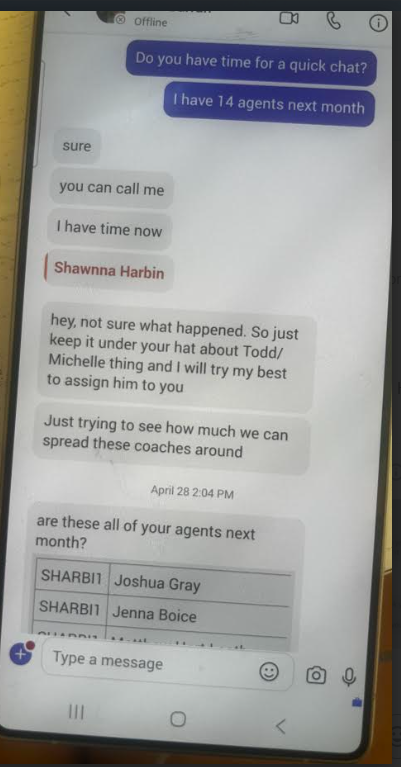 Offline
Do you have time for a quick chat?
I have 14 agents next month
sure
you can call me
I have time now
Shawnna Harbin
hey, not sure what happened. So just
keep it under your hat about Todd/
Michelle thing and I will try my best
to assign him to you
Just trying to see how much we can
spread these coaches around
April 28 2:04 PM
are these all of your agents next
month?
SHARBI1 Joshua Gray
SHARBI1 Jenna Boice
Type a message